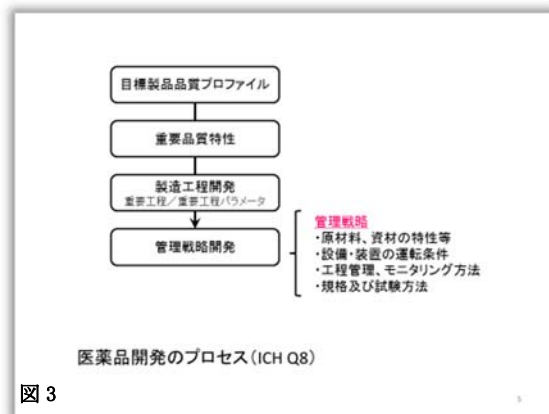 目標製品品質プロファイル
重要品質特性
製造工程開発
重要工程／重要工程パラメータ
管理戦略開発
管理戦略
・原材料、資材の特性等
・設備・装置の運転条件
・工程管理、モニタリング方法
・規格及び試験方法
医薬品開発のプロセス(ICH Q8)
図 3
5